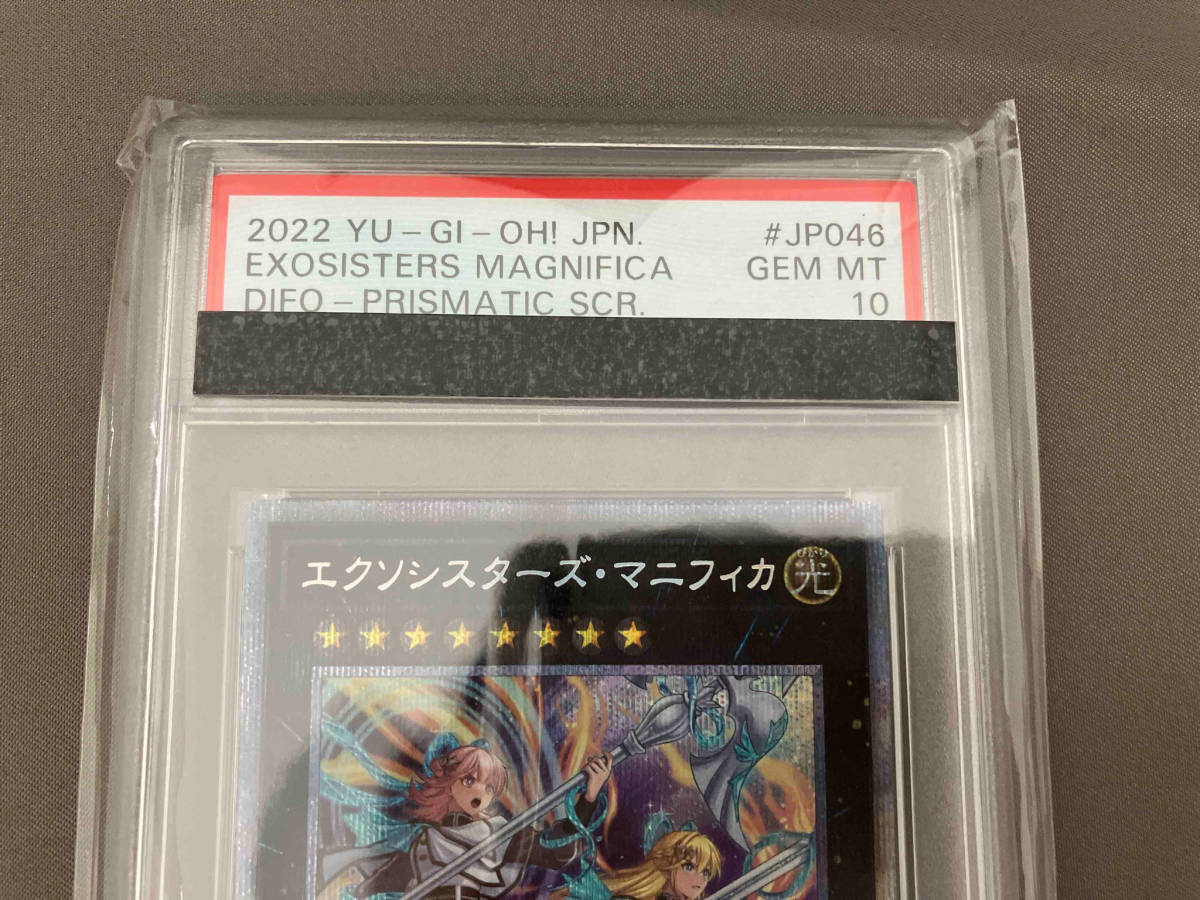 2022 YU-GI-OH! JPN. #JP046
EXOSISTERS MAGNIFICA GEM MT
DIFO-PRISMATIC SCR. 10
エクソシスターズ・マニフィカ 光